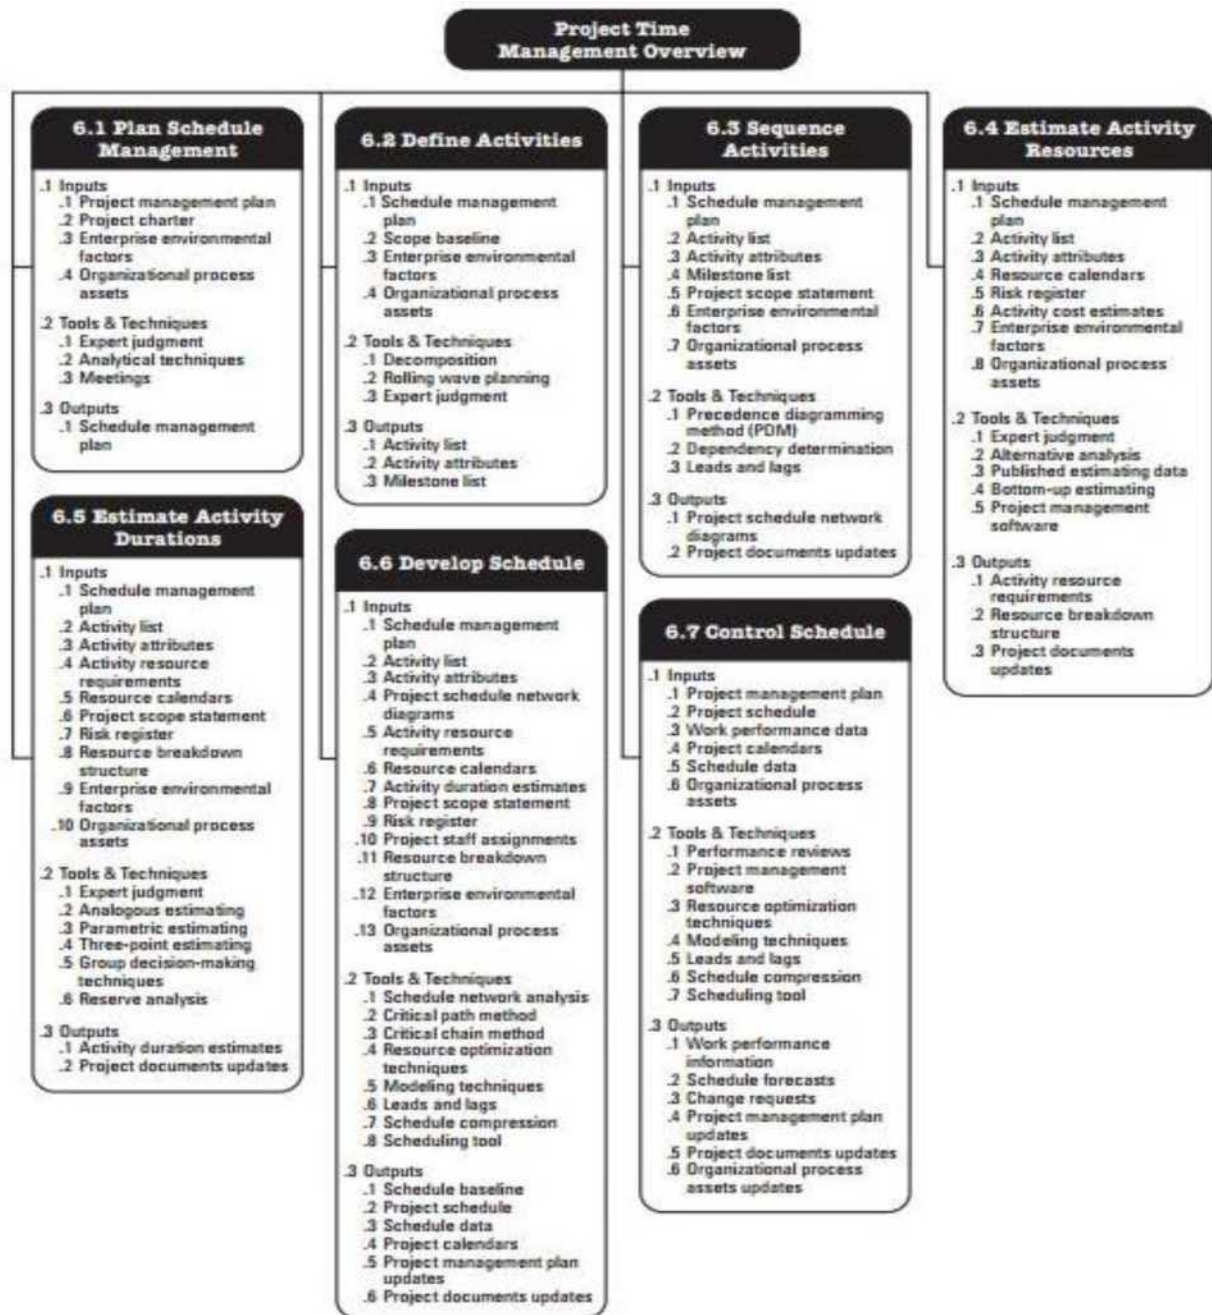 Project Time
Management Overview
6.1 Plan Schedule
Management
.1 Inputs
.1 Project management plan
.2 Project charter
.3 Enterprise environmental
factors
.4 Organizational process
assets
.2 Tools & Techniques
.1 Expert judgment
.2 Analytical techniques
.3 Meetings
.3 Outputs
.1 Schedule management
plan
6.2 Define Activities
.1 Inputs
.1 Schedule management
plan
.2 Scope baseline
.3 Enterprise environmental
factors
.4 Organizational process
assets
.2 Tools & Techniques
.1 Decomposition
.2 Rolling wave planning
.3 Expert judgment
.3 Outputs
.1 Activity list
.2 Activity attributes
.3 Milestone list
6.3 Sequence
Activities
.1 Inputs
.1 Schedule management
plan
.2 Activity list
.3 Activity attributes
.4 Milestone list
.5 Project scope statement
.6 Enterprise environmental
factors
.7 Organizational process
assets
.2 Tools & Techniques
.1 Precedence diagramming
method (PDM)
.2 Dependency determination
.3 Leads and lags
.3 Outputs
.1 Project schedule network
diagrams
.2 Project documents updates
6.4 Estimate Activity
Resources
.1 Inputs
.1 Schedule management
plan
.2 Activity list
.3 Activity attributes
.4 Resource calendars
.5 Risk register
.6 Activity cost estimates
.7 Enterprise environmental
factors
.8 Organizational process
assets
.2 Tools & Techniques
.1 Expert judgment
.2 Alternative analysis
.3 Published estimating data
.4 Bottom-up estimating
.5 Project management
software
.3 Outputs
.1 Activity resource
requirements
.2 Resource breakdown
structure
.3 Project documents
updates
6.5 Estimate Activity
Durations
.1 Inputs
.1 Schedule management
plan
.2 Activity list
.3 Activity attributes
.4 Activity resource
requirements
.5 Resource calendars
.6 Project scope statement
.7 Risk register
.8 Resource breakdown
structure
.9 Enterprise environmental
factors
.10 Organizational process
assets
.2 Tools & Techniques
.1 Expert judgment
.2 Analogous estimating
.3 Parametric estimating
.4 Three-point estimating
.5 Group decision-making
techniques
.6 Reserve analysis
.3 Outputs
.1 Activity duration estimates
.2 Project documents updates
6.6 Develop Schedule
.1 Inputs
.1 Schedule management
plan
.2 Activity list
.3 Activity attributes
.4 Project schedule network
diagrams
.5 Activity resource
requirements
.6 Resource calendars
.7 Activity duration estimates
.8 Project scope statement
.9 Risk register
.10 Project staff assignments
.11 Resource breakdown
structure
.12 Enterprise environmental
factors
.13 Organizational process
assets
.2 Tools & Techniques
.1 Schedule network analysis
.2 Critical path method
.3 Critical chain method
.4 Resource optimization
techniques
.5 Modeling techniques
.6 Leads and lags
.7 Schedule compression
.8 Scheduling tool
.3 Outputs
.1 Schedule baseline
.2 Project schedule
.3 Schedule data
.4 Project calendars
.5 Project management plan
updates
.6 Project documents updates
6.7 Control Schedule
.1 Inputs
.1 Project management plan
.2 Project schedule
.3 Work performance data
.4 Project calendars
.5 Schedule data
.6 Organizational process
assets
.2 Tools & Techniques
.1 Performance reviews
.2 Project management
software
.3 Resource optimization
techniques
.4 Modeling techniques
.5 Leads and lags
.6 Schedule compression
.7 Scheduling tool
.3 Outputs
.1 Work performance
information
.2 Schedule forecasts
.3 Change requests
.4 Project management plan
updates
.5 Project documents updates
.6 Organizational process
assets updates